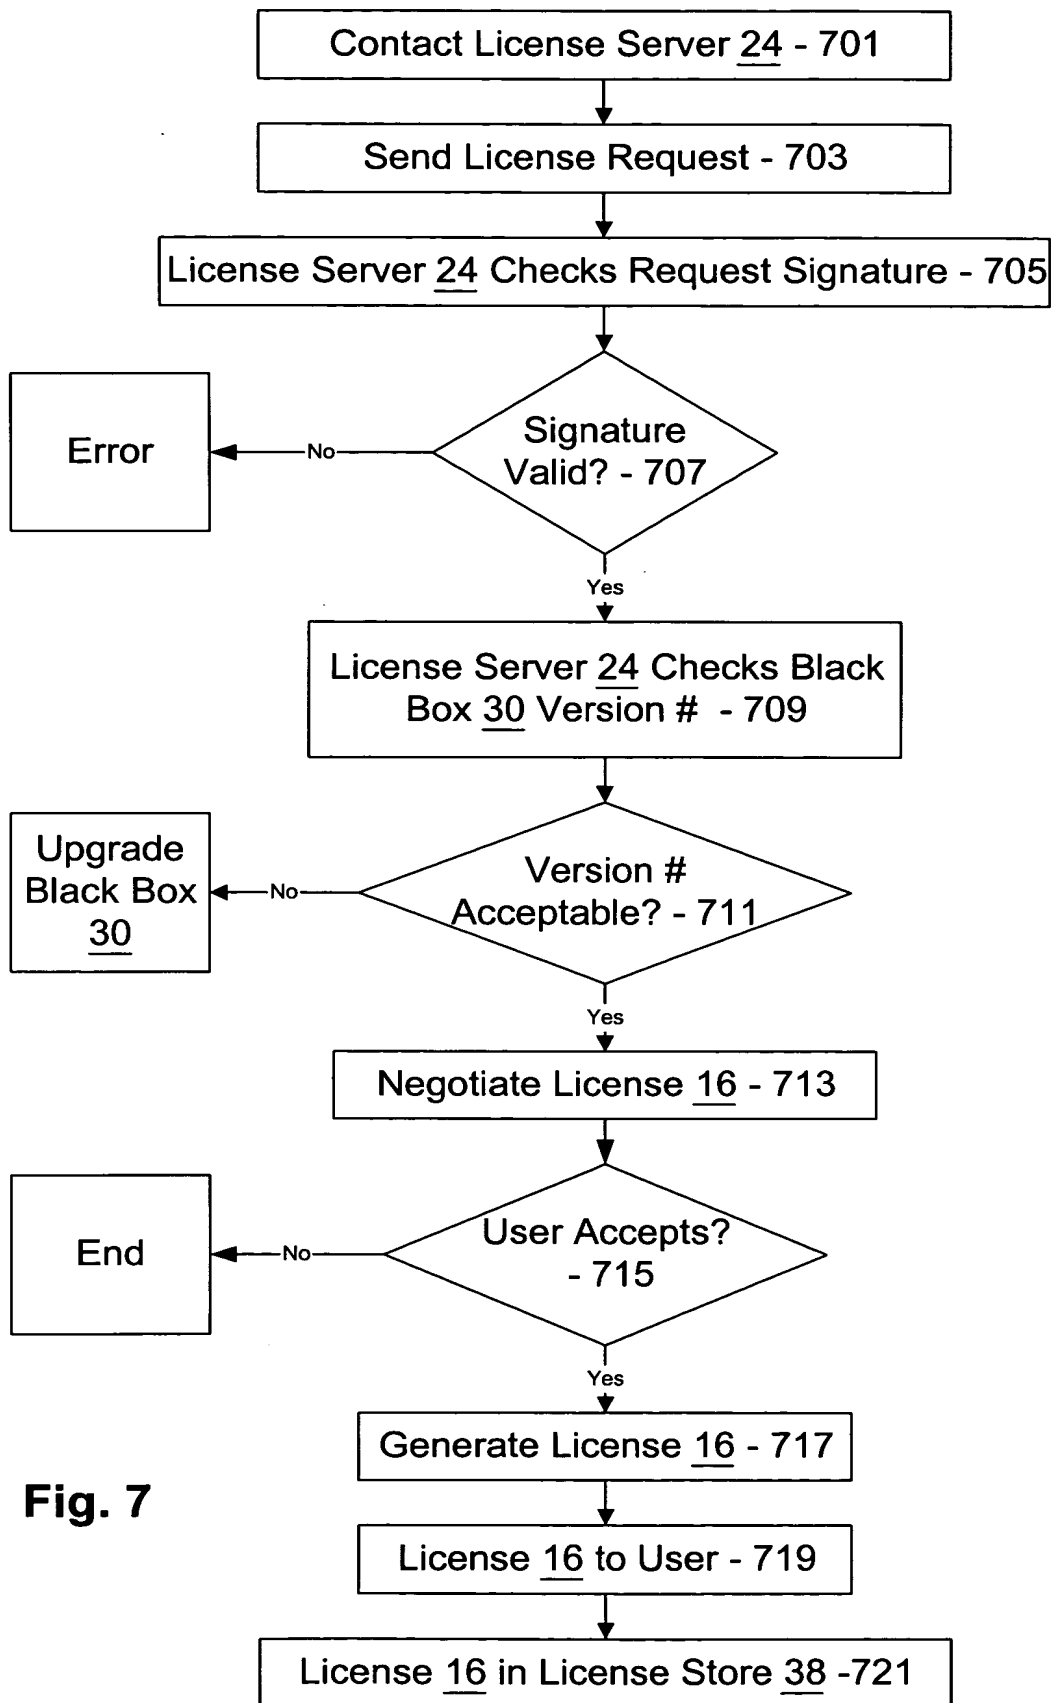 Contact License Server 24 - 701
Send License Request - 703
License Server 24 Checks Request Signature - 705
Signature
Valid? - 707
No
Error
Yes
License Server 24 Checks Black
Box 30 Version # - 709
Version #
Acceptable? - 711
No
Upgrade
Black Box
30
Yes
Negotiate License 16 - 713
User Accepts?
- 715
No
End
Yes
Generate License 16 - 717
License 16 to User - 719
License 16 in License Store 38 -721
Fig. 7